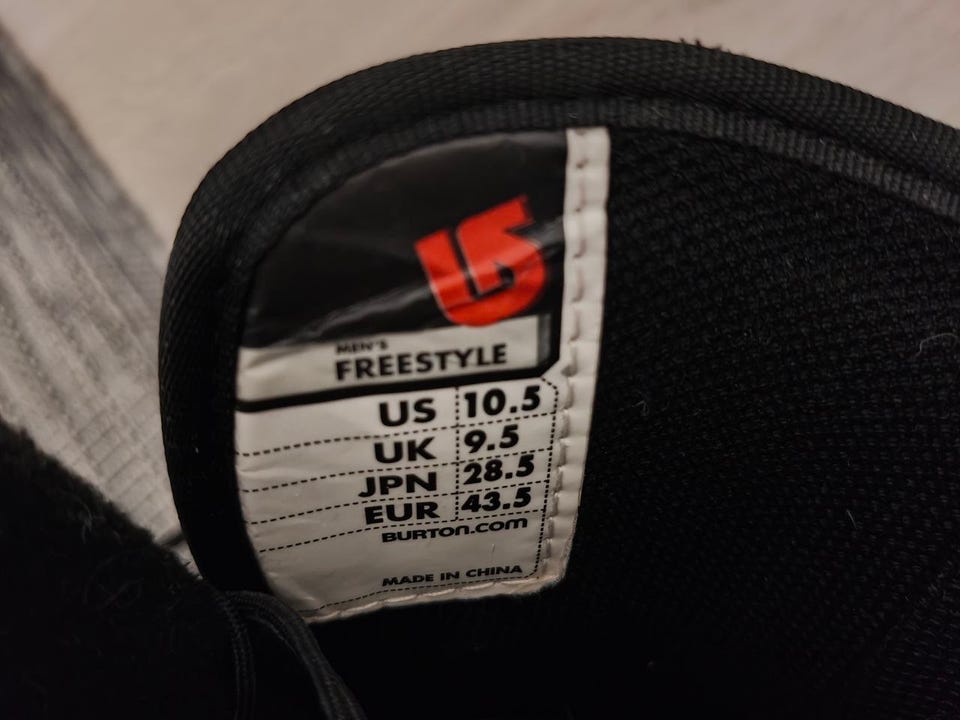 MEN'S
FREESTYLE
US 10.5
UK 9.5
JPN 28.5
EUR 43.5
BURTON.COM
MADE IN CHINA